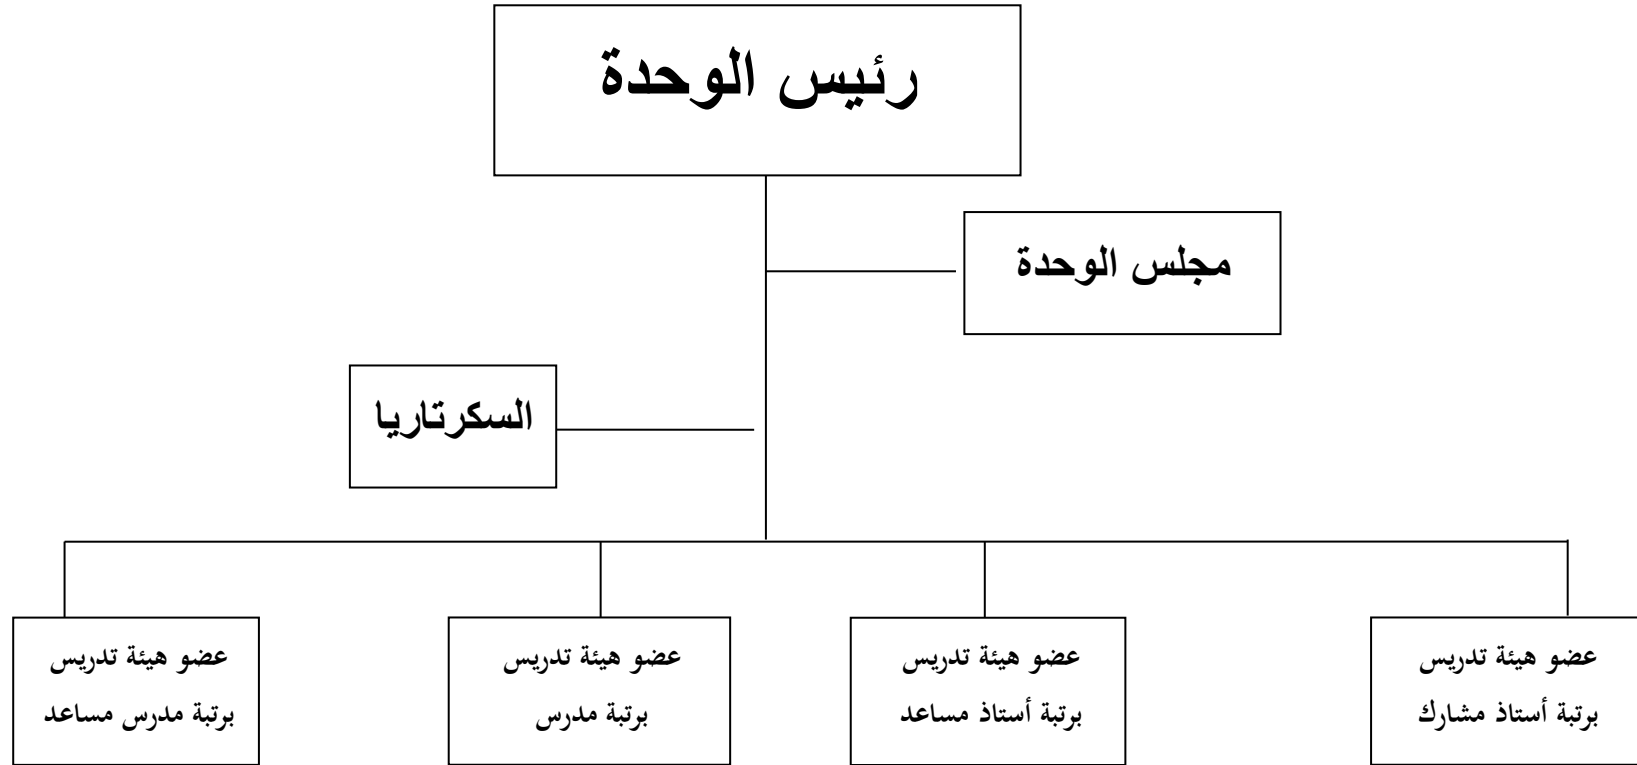 رئيس الوحدة
مجلس الوحدة
السكرتاريا
عضو هيئة تدريس
برتبة أستاذ مشارك
عضو هيئة تدريس
برتبة أستاذ مساعد
عضو هيئة تدريس
برتبة مدرس
عضو هيئة تدريس
برتبة مدرس مساعد